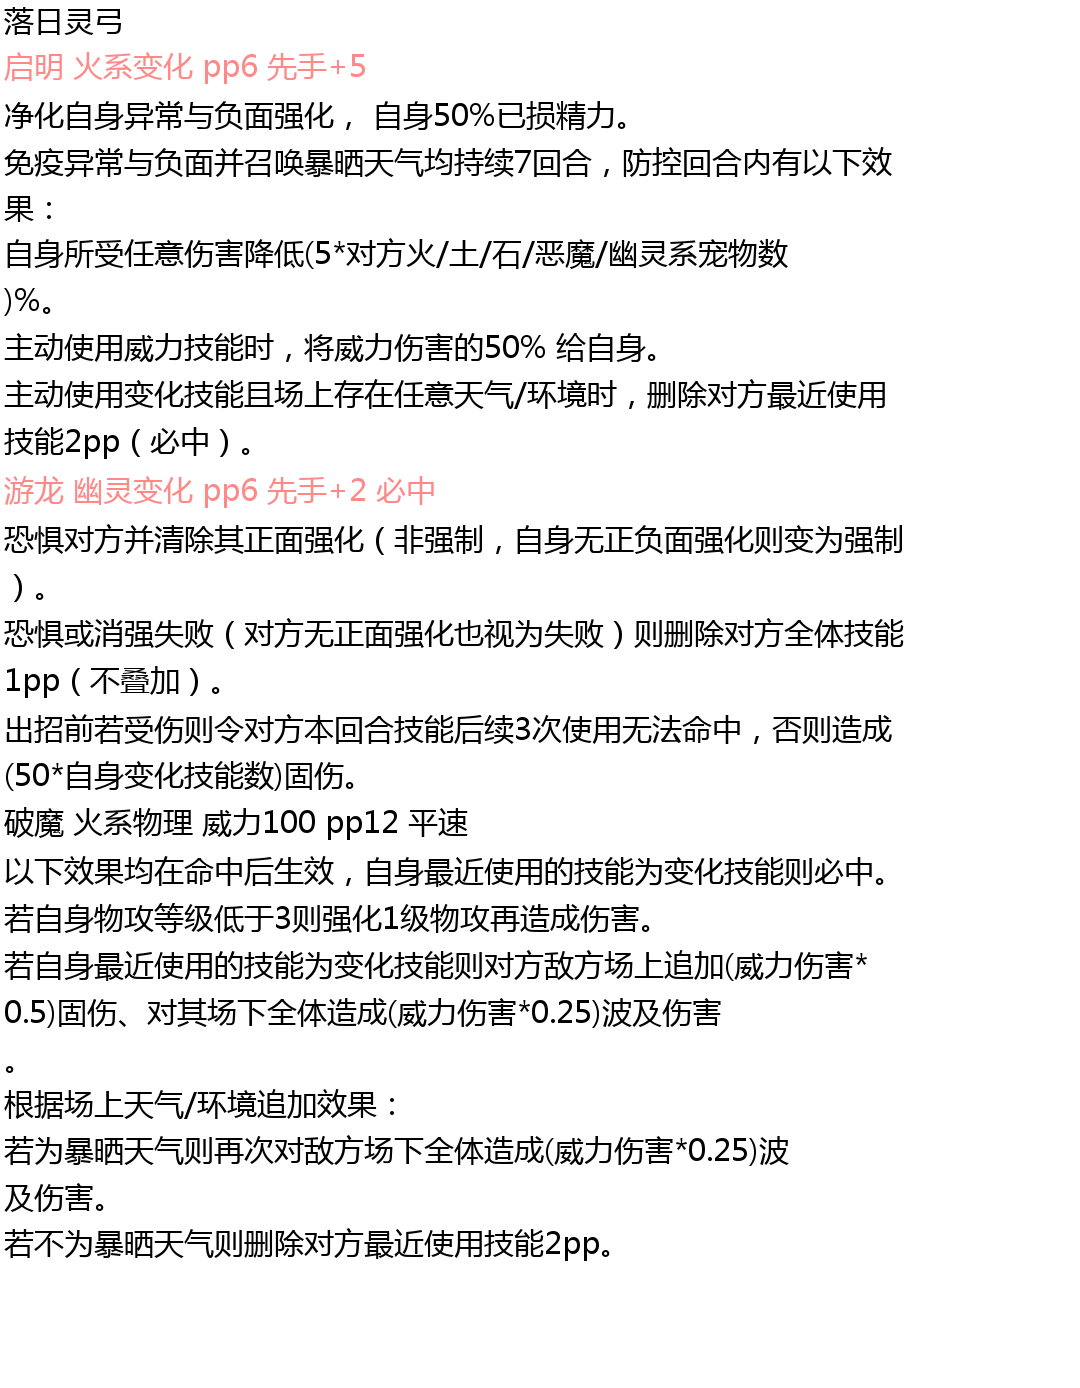 落日灵弓
启明 火系变化 pp6 先手+5
净化自身异常与负面强化， 自身50%已损精力。
免疫异常与负面并召唤暴晒天气均持续7回合，防控回合内有以下效
果：
自身所受任意伤害降低(5*对方火/土/石/恶魔/幽灵系宠物数
)%。
主动使用威力技能时，将威力伤害的50% 给自身。
主动使用变化技能且场上存在任意天气/环境时，删除对方最近使用
技能2pp（必中）。
游龙 幽灵变化 pp6 先手+2 必中
恐惧对方并清除其正面强化（非强制，自身无正负面强化则变为强制
）。
恐惧或消强失败（对方无正面强化也视为失败）则删除对方全体技能
1pp（不叠加）。
出招前若受伤则令对方本回合技能后续3次使用无法命中，否则造成
(50*自身变化技能数)固伤。
破魔 火系物理 威力100 pp12 平速
以下效果均在命中后生效，自身最近使用的技能为变化技能则必中。
若自身物攻等级低于3则强化1级物攻再造成伤害。
若自身最近使用的技能为变化技能则对方敌方场上追加(威力伤害*
0.5)固伤、对其场下全体造成(威力伤害*0.25)波及伤害
。
根据场上天气/环境追加效果：
若为暴晒天气则再次对敌方场下全体造成(威力伤害*0.25)波
及伤害。
若不为暴晒天气则删除对方最近使用技能2pp。